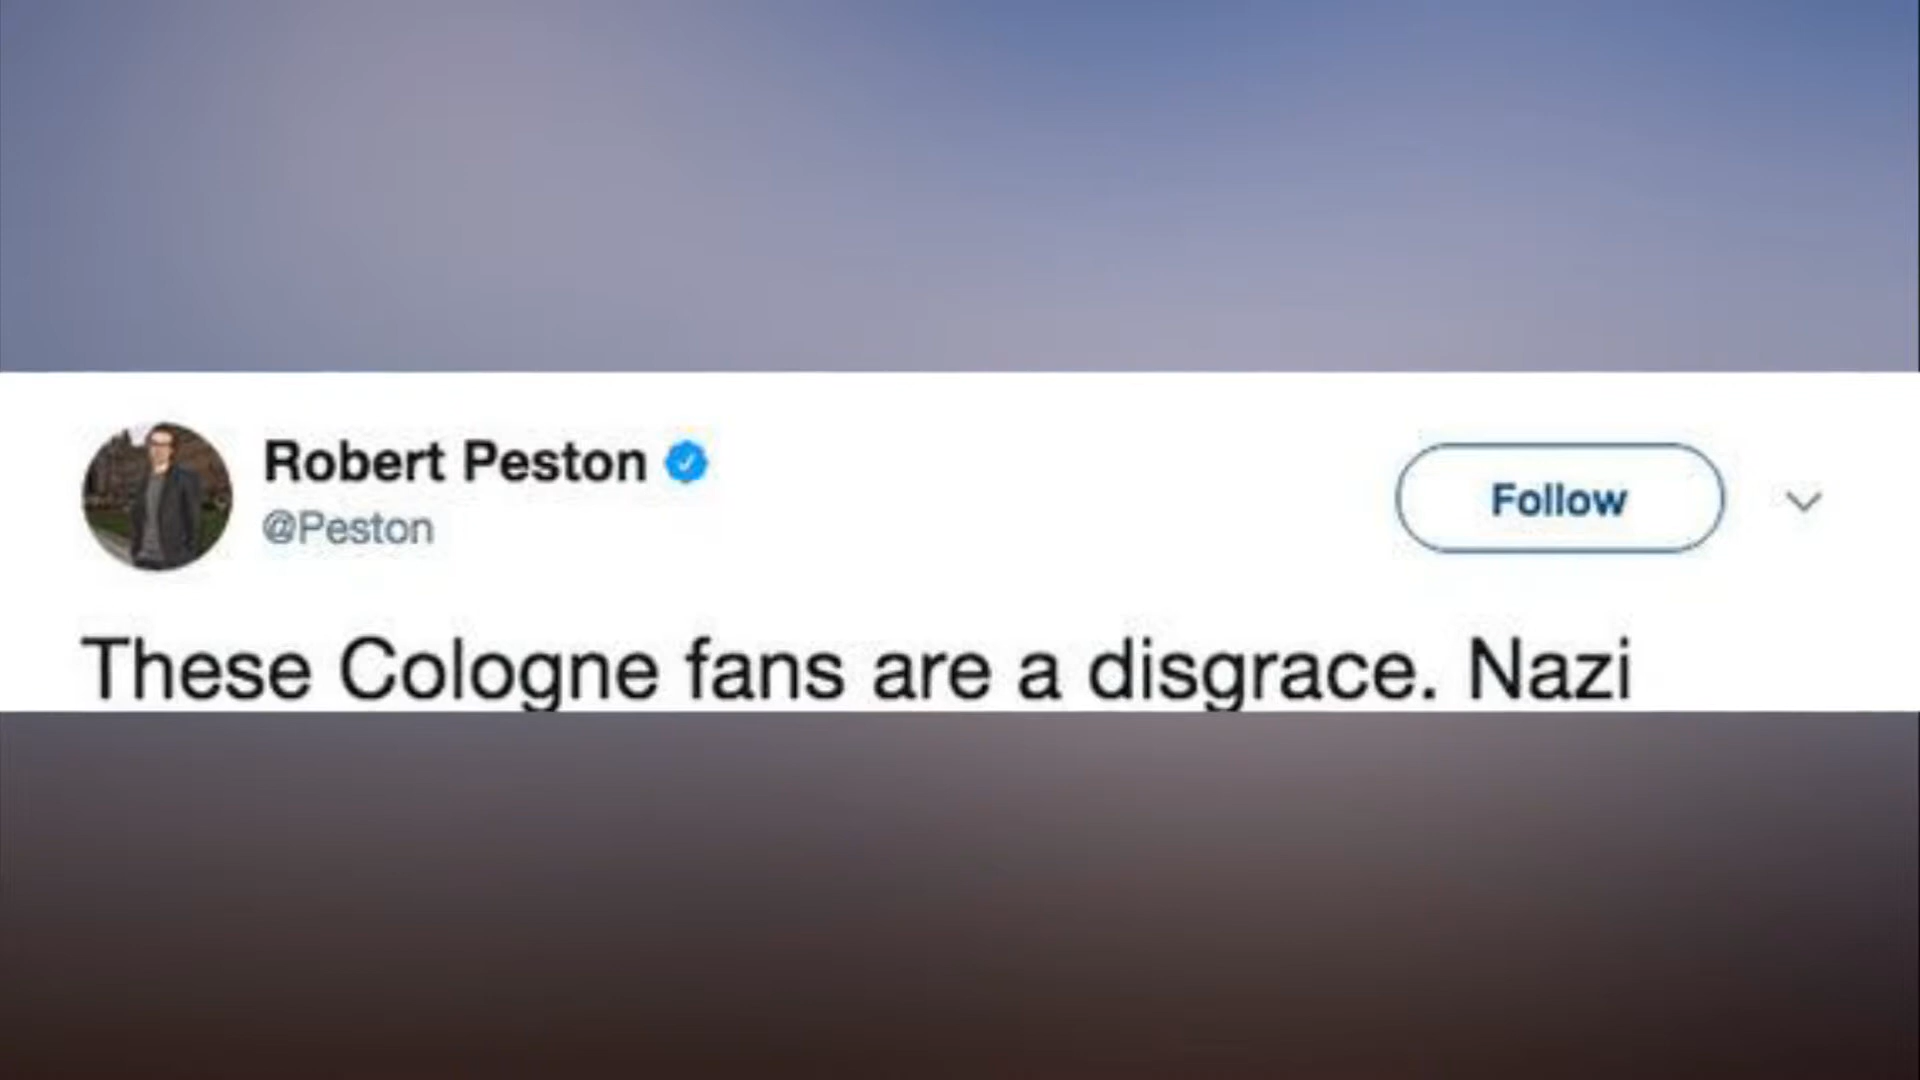 Robert Peston
@Peston
Follow
These Cologne fans are a disgrace. Nazi